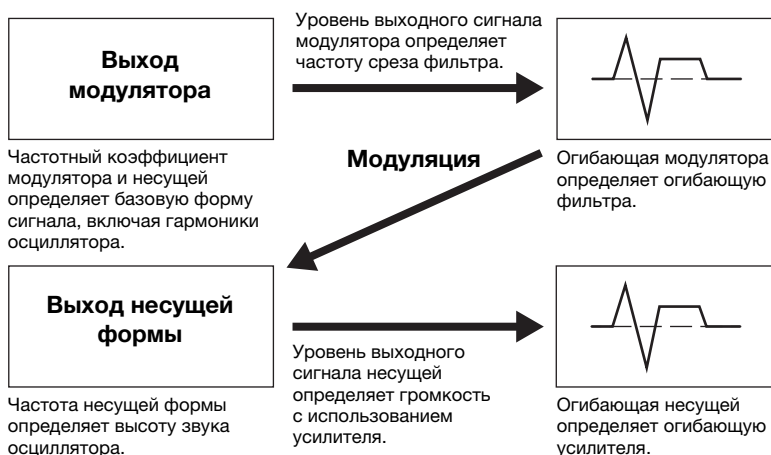 Выход
модулятора
Уровень выходного сигнала
модулятора определяет
частоту среза фильтра.
Частотный коэффициент
модулятора и несущей
определяет базовую форму
сигнала, включая гармоники
осциллятора.
Модуляция
Огибающая модулятора
определяет огибающую
фильтра.
Выход несущей
формы
Частота несущей формы
определяет высоту звука
осциллятора.
Уровень выходного
сигнала несущей
определяет громкость
с использованием
усилителя.
Огибающая несущей
определяет огибающую
усилителя.